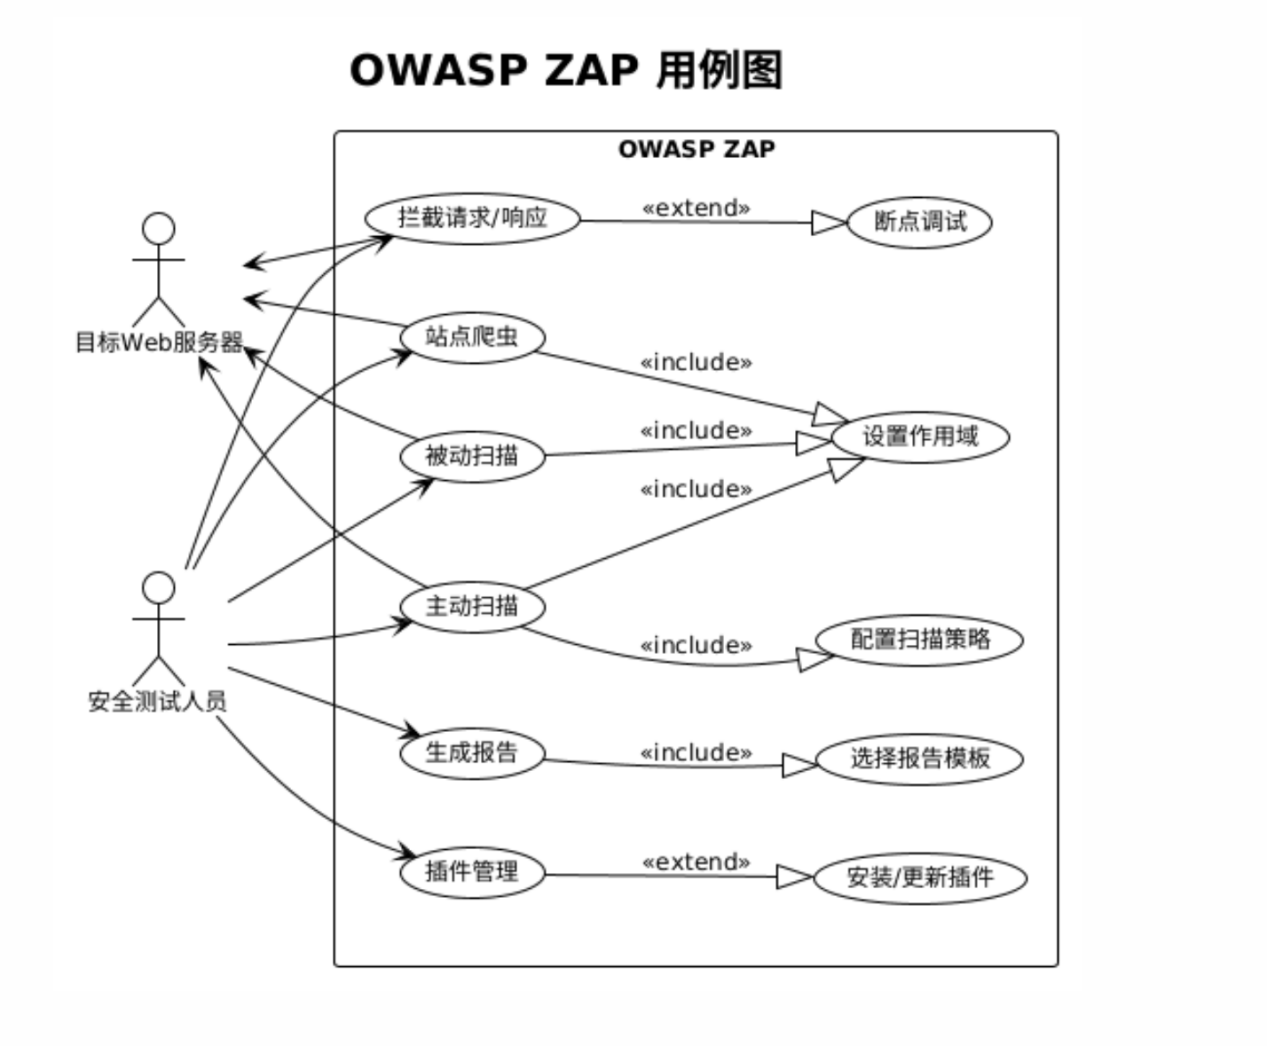 OWASP ZAP 用例图
OWASP ZAP
拦截请求/响应
«extend»
断点调试
目标Web服务器
站点爬虫
«include»
被动扫描
«include»
设置作用域
«include»
主动扫描
«include»
配置扫描策略
安全测试人员
生成报告
«include»
选择报告模板
插件管理
«extend»
安装/更新插件